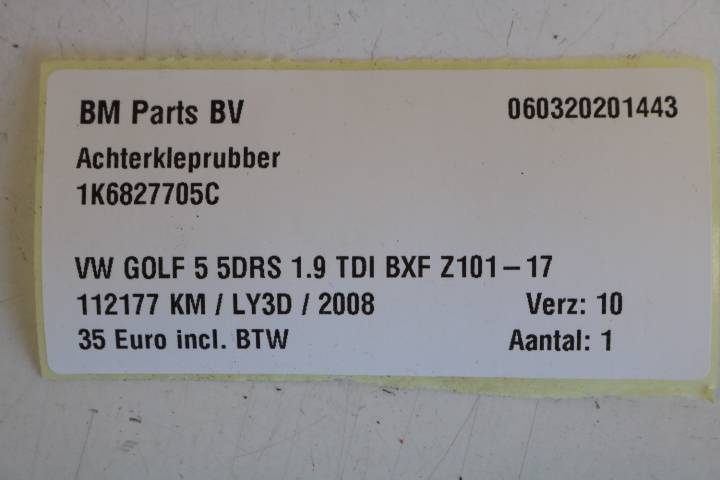 BM Parts BV 060320201443
Achterkleprubber
1K6827705C
VW GOLF 5 5DRS 1.9 TDI BXF Z101-17
112177 KM / LY3D / 2008 Verz: 10
35 Euro incl. BTW Aantal: 1